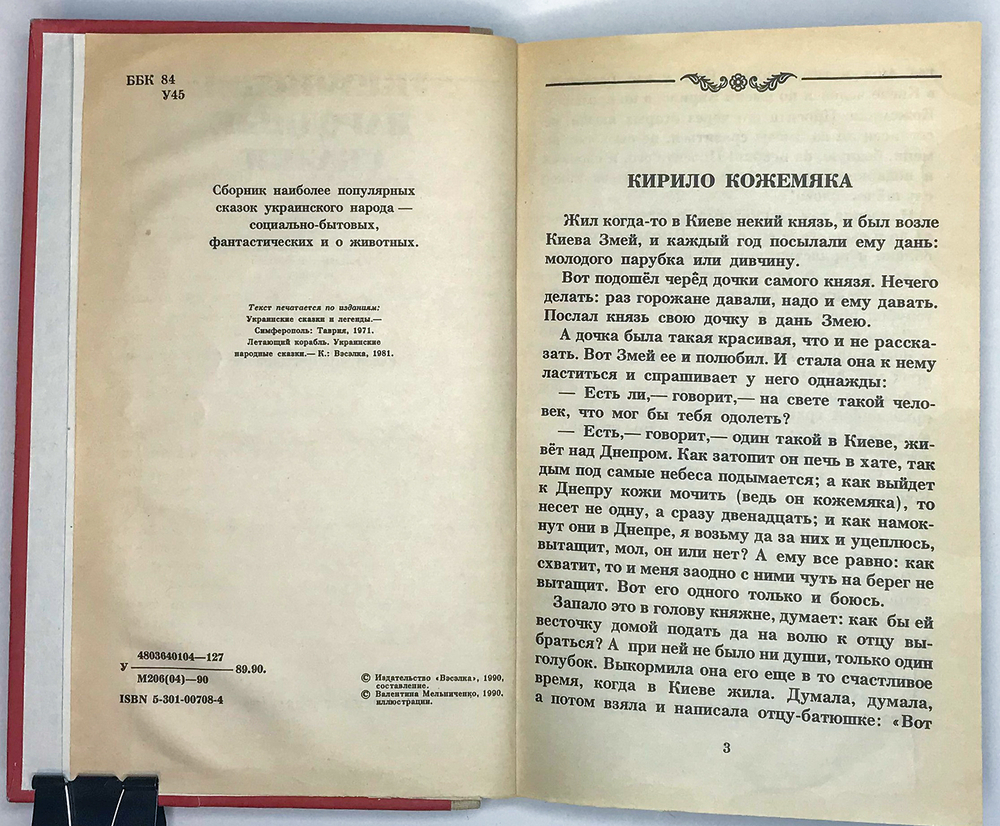 ББК 84
У45
Сборник наиболее популярных
сказок украинского народа —
социально-бытовых,
фантастических и о животных.
Текст печатается по изданиям:
Украинские сказки и легенды.—
Симферополь: Таврия, 1971.
Летающий корабль. Украинские
народные сказки.— К.: Вэсэлка, 1981.
4803640104—127
У 89.90.
М206(04)—90
ISBN 5-301-00708-4
© Издательство «Вэсэлка», 1990,
составление.
© Валентина Мельниченко, 1990.
иллюстрации.
КИРИЛО КОЖЕМЯКА
Жил когда-то в Киеве некий князь, и был возле
Киева Змей, и каждый год посылали ему дань:
молодого парубка или дивчину.
Вот подошёл черёд дочки самого князя. Нечего
делать: раз горожане давали, надо и ему давать.
Послал князь свою дочку в дань Змею.
А дочка была такая красивая, что и не расска-
зать. Вот Змей ее и полюбил. И стала она к нему
ластиться и спрашивает у него однажды:
— Есть ли,— говорит,— на свете такой чело-
век, что мог бы тебя одолеть?
— Есть,— говорит,— один такой в Киеве, жи-
вёт над Днепром. Как затопит он печь в хате, так
дым под самые небеса подымается; а как выйдет
к Днепру кожи мочить (ведь он кожемяка), то
несет не одну, а сразу двенадцать; и как намок-
нут они в Днепре, я возьму да за них и уцеплюсь,
вытащит, мол, он или нет? А ему все равно: как
схватит, то и меня заодно с ними чуть на берег не
вытащит. Вот его одного только и боюсь.
Запало это в голову княжне, думает: как бы ей
весточку домой подать да на волю к отцу вы-
браться? А при ней не было ни души, только один
голубок. Выкормила она его еще в то счастливое
время, когда в Киеве жила. Думала, думала,
а потом взяла и написала отцу-батюшке: «Вот
3